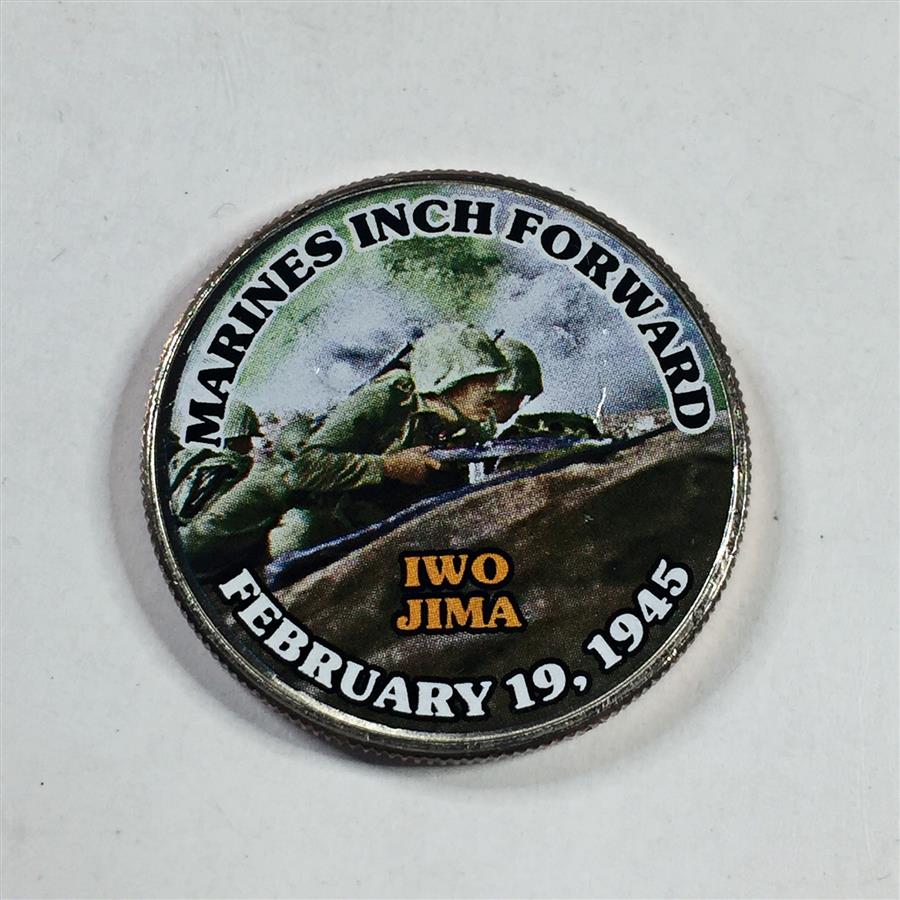 MARINES INCH FORWARD
IWO
JIMA
FEBRUARY 19, 1945